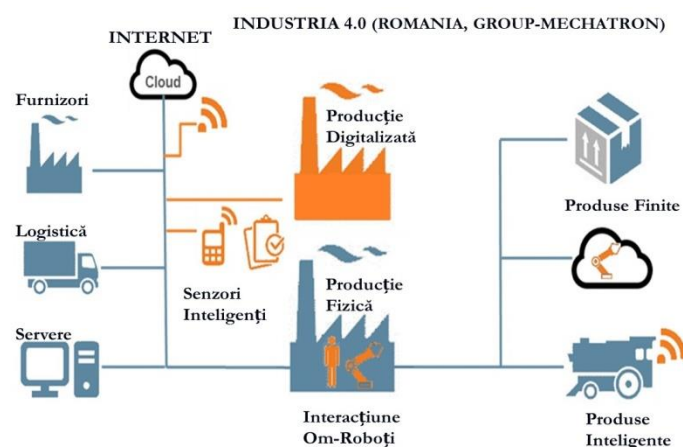 INDUSTRIA 4.0 (ROMANIA, GROUP-MECHATRON)
INTERNET
Cloud
Furnizori
Producție
Digitalizată
Logistică
Senzori
Inteligenți
Servere
Producție
Fizică
Interacțiune
Om-Roboți
Produse Finite
Produse
Inteligente